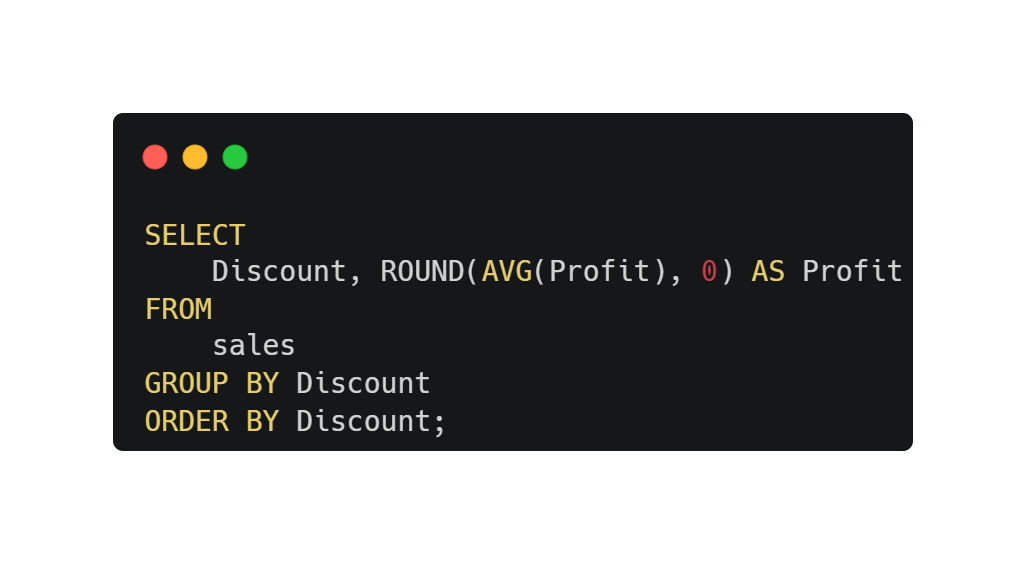 SELECT
    Discount, ROUND(AVG(Profit), 0) AS Profit
FROM
    sales
GROUP BY Discount
ORDER BY Discount;